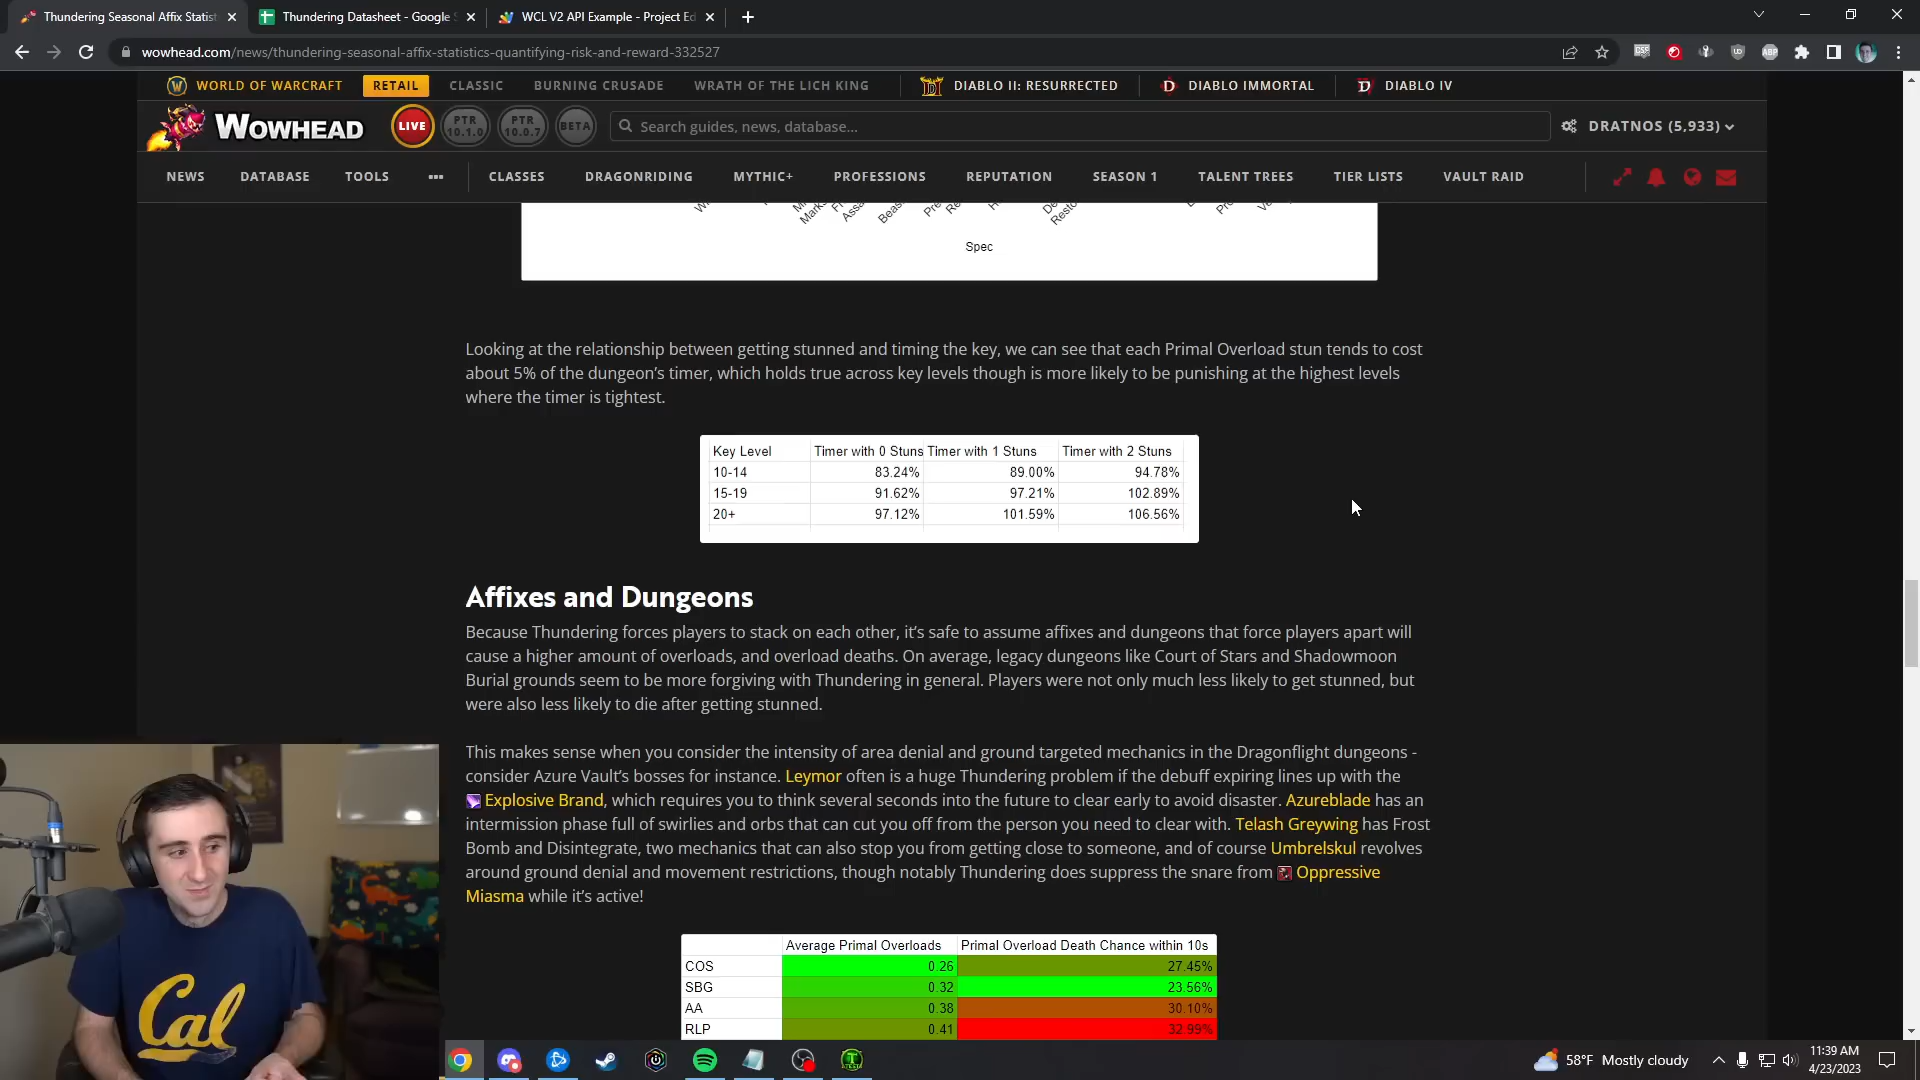 Thundering Seasonal Affix Statist
Thundering Datasheet - Google S
WCL V2 API Example - Project Ed
wowhead.com/news/thundering-seasonal-affix-statistics-quantifying-risk-and-reward-332527
WORLD OF WARCRAFT RETAIL CLASSIC BURNING CRUSADE WRATH OF THE LICH KING DIABLO II: RESURRECTED DIABLO IMMORTAL DIABLO IV
WOWHEAD LIVE PTR 10.1.0 PTR 10.0.7 BETA Search guides, news, database... DRATNOS (5,933)
NEWS DATABASE TOOLS ••• CLASSES DRAGONRIDING MYTHIC+ PROFESSIONS REPUTATION SEASON 1 TALENT TREES TIER LISTS VAULT RAID
Spec
Looking at the relationship between getting stunned and timing the key, we can see that each Primal Overload stun tends to cost
about 5% of the dungeon's timer, which holds true across key levels though is more likely to be punishing at the highest levels
where the timer is tightest.
Key Level Timer with 0 Stuns Timer with 1 Stuns Timer with 2 Stuns
10-14 83.24% 89.00% 94.78%
15-19 91.62% 97.21% 102.89%
20+ 97.12% 101.59% 106.56%
Affixes and Dungeons
Because Thundering forces players to stack on each other, it's safe to assume affixes and dungeons that force players apart will
cause a higher amount of overloads, and overload deaths. On average, legacy dungeons like Court of Stars and Shadowmoon
Burial grounds seem to be more forgiving with Thundering in general. Players were not only much less likely to get stunned, but
were also less likely to die after getting stunned.
This makes sense when you consider the intensity of area denial and ground targeted mechanics in the Dragonflight dungeons -
consider Azure Vault's bosses for instance. Leymor often is a huge Thundering problem if the debuff expiring lines up with the
Explosive Brand, which requires you to think several seconds into the future to clear early to avoid disaster. Azureblade has an
intermission phase full of swirlies and orbs that can cut you off from the person you need to clear with. Telash Greywing has Frost
Bomb and Disintegrate, two mechanics that can also stop you from getting close to someone, and of course Umbrelskul revolves
around ground denial and movement restrictions, though notably Thundering does suppress the snare from Oppressive
Miasma while it's active!
Average Primal Overloads Primal Overload Death Chance within 10s
COS 0.26 27.45%
SBG 0.32 23.56%
AA 0.38 30.10%
RLP 0.41 32.99%
Cal
58°F Mostly cloudy
11:39 AM
4/23/2023